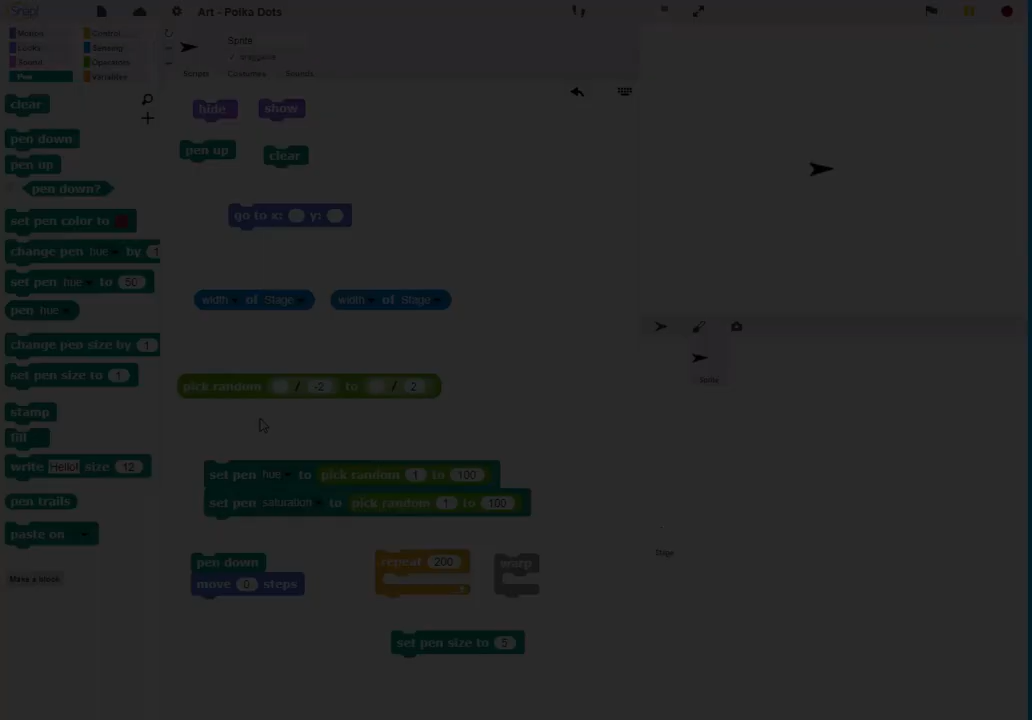 Snap!
Art - Polka Dots
Motion
Control
Looks
Sensing
Sound
Operators
Pen
Variables
Sprite
draggable
Scripts
Costumes
Sounds
clear
pen down
pen up
pen down?
set pen color to
change pen hue by 1
set pen hue to 50
pen hue
change pen size by 1
set pen size to 1
stamp
fill
write Hello! size 12
pen trails
paste on
Make a block
hide
show
pen up
clear
go to x: y:
width of Stage
width of Stage
pick random / -2 to / 2
set pen hue to pick random 1 to 100
set pen saturation to pick random 1 to 100
pen down
move 0 steps
repeat 200
warp
set pen size to 5
Sprite
Stage